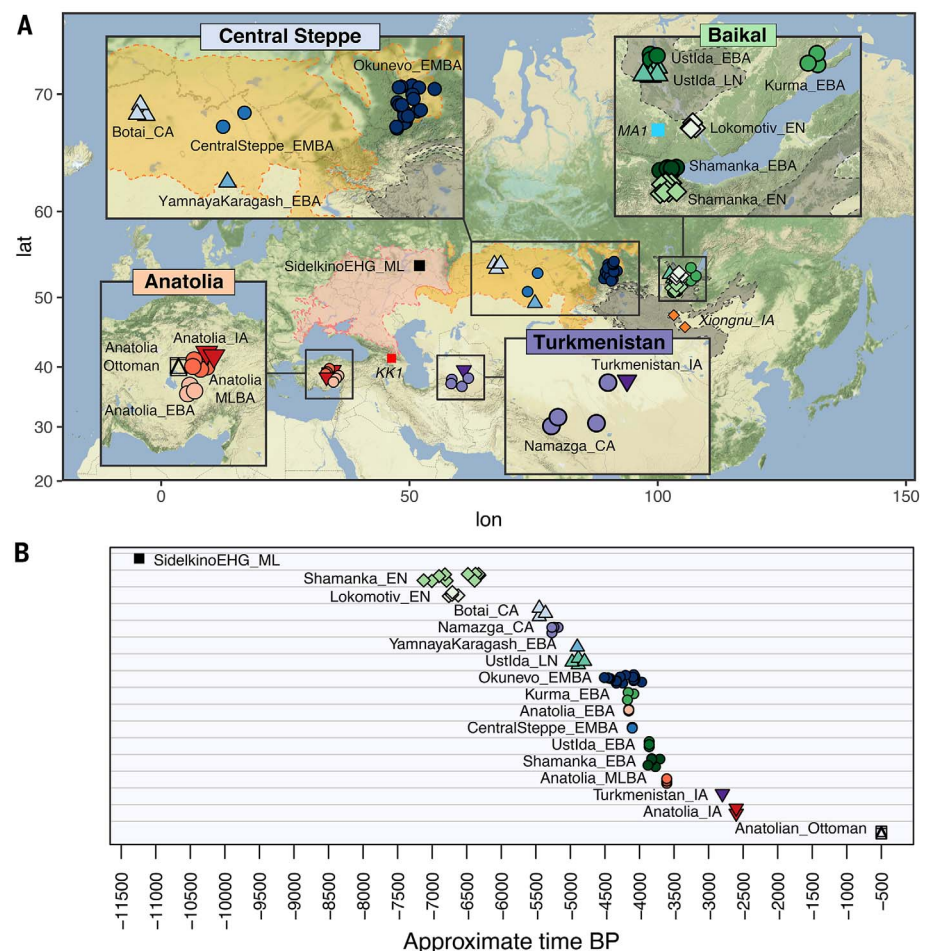 A
Central Steppe
Okunevo_EMBA
Botai_CA
CentralSteppe_EMBA
YamnayaKaragash_EBA
Baikal
UstIda_EBA
UstIda_LN
Kurma_EBA
MA1
Lokomotiv_EN
Shamanka_EBA
Shamanka_EN
SidelkinoEHG_ML
Anatolia
Anatolia_IA
Anatolia
Ottoman
Anatolia
MLBA
Anatolia_EBA
KK1
Xiongnu_IA
Turkmenistan
Turkmenistan_IA
Namazga_CA
lat
70
60
50
40
30
20
0
50
100
150
lon
B
SidelkinoEHG_ML
Shamanka_EN
Lokomotiv_EN
Botai_CA
Namazga_CA
YamnayaKaragash_EBA
UstIda_LN
Okunevo_EMBA
Kurma_EBA
Anatolia_EBA
CentralSteppe_EMBA
UstIda_EBA
Shamanka_EBA
Anatolia_MLBA
Turkmenistan_IA
Anatolia_IA
Anatolian_Ottoman
−11500
−11000
−10500
−10000
−9500
−9000
−8500
−8000
−7500
−7000
−6500
−6000
−5500
−5000
−4500
−4000
−3500
−3000
−2500
−2000
−1500
−1000
−500
Approximate time BP